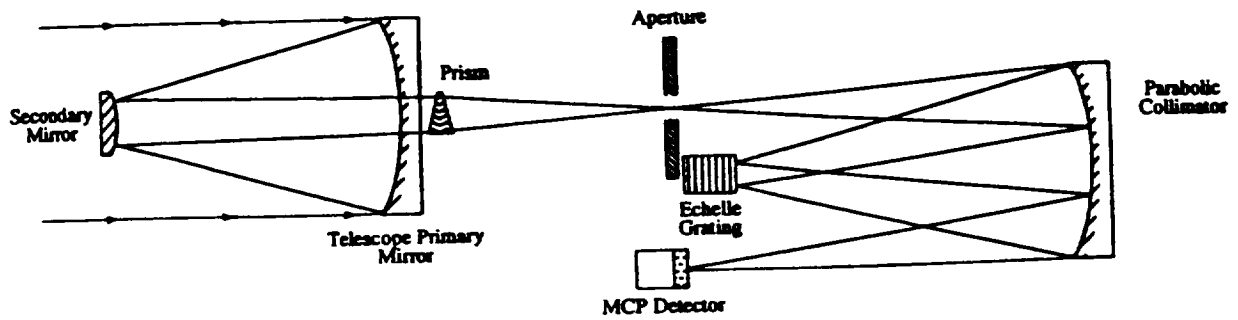 Aperture
Prism
Secondary
Mirror
Parabolic
Collimator
Echelle
Grating
Telescope Primary
Mirror
MCP Detector